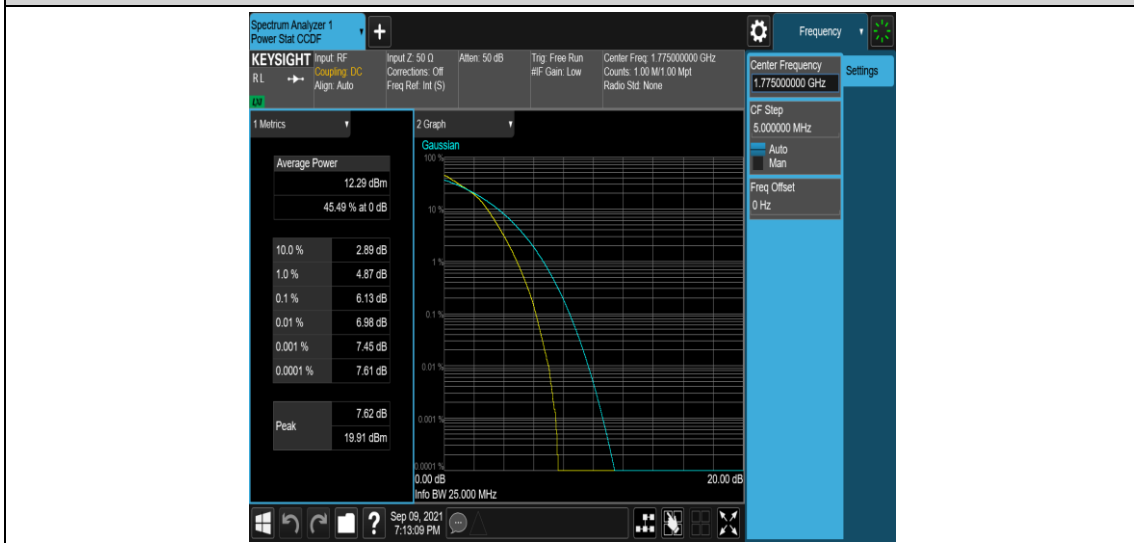 Spectrum Analyzer 1
Power Stat CCDF
+
Frequency
KEYSIGHT
RL
LXI
Input: RF
Coupling: DC
Align: Auto
Input Z: 50 Ω
Corrections: Off
Freq Ref: Int (S)
Atten: 50 dB
Trig: Free Run
#IF Gain: Low
Center Freq: 1.775000000 GHz
Counts: 1.00 M/1.00 Mpt
Radio Std: None
Center Frequency
1.775000000 GHz
Settings
CF Step
5.000000 MHz
Auto
Man
Freq Offset
0 Hz
1 Metrics
Average Power
12.29 dBm
45.49 % at 0 dB
10.0 % 2.89 dB
1.0 % 4.87 dB
0.1 % 6.13 dB
0.01 % 6.98 dB
0.001 % 7.45 dB
0.0001 % 7.61 dB
Peak
7.62 dB
19.91 dBm
2 Graph
Gaussian
100 %
10 %
1 %
0.1 %
0.01 %
0.001 %
0.0001 %
0.00 dB 20.00 dB
Info BW 25.000 MHz
?
Sep 09, 2021
7:13:09 PM